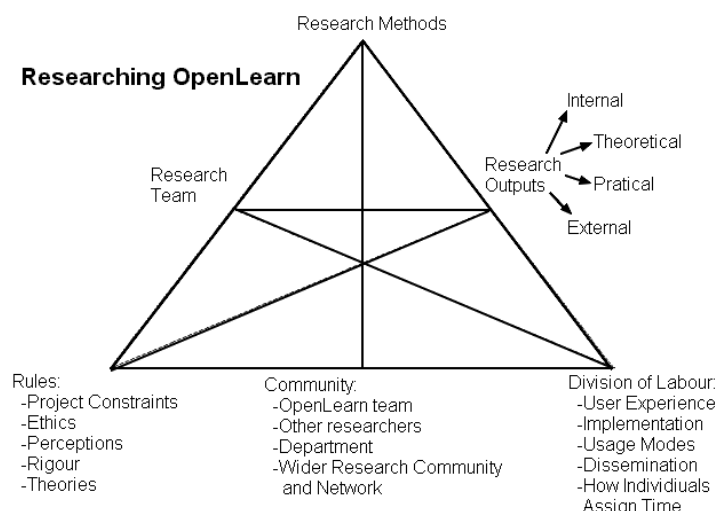 Research Methods
Researching OpenLearn
Internal
Theoretical
Research
Team
Research
Outputs
Pratical
External
Rules:
-Project Constraints
-Ethics
-Perceptions
-Rigour
-Theories
Community:
-OpenLearn team
-Other researchers
-Department
-Wider Research Community
and Network
Division of Labour:
-User Experience
-Implementation
-Usage Modes
-Dissemination
-How Individiuals
Assign Time